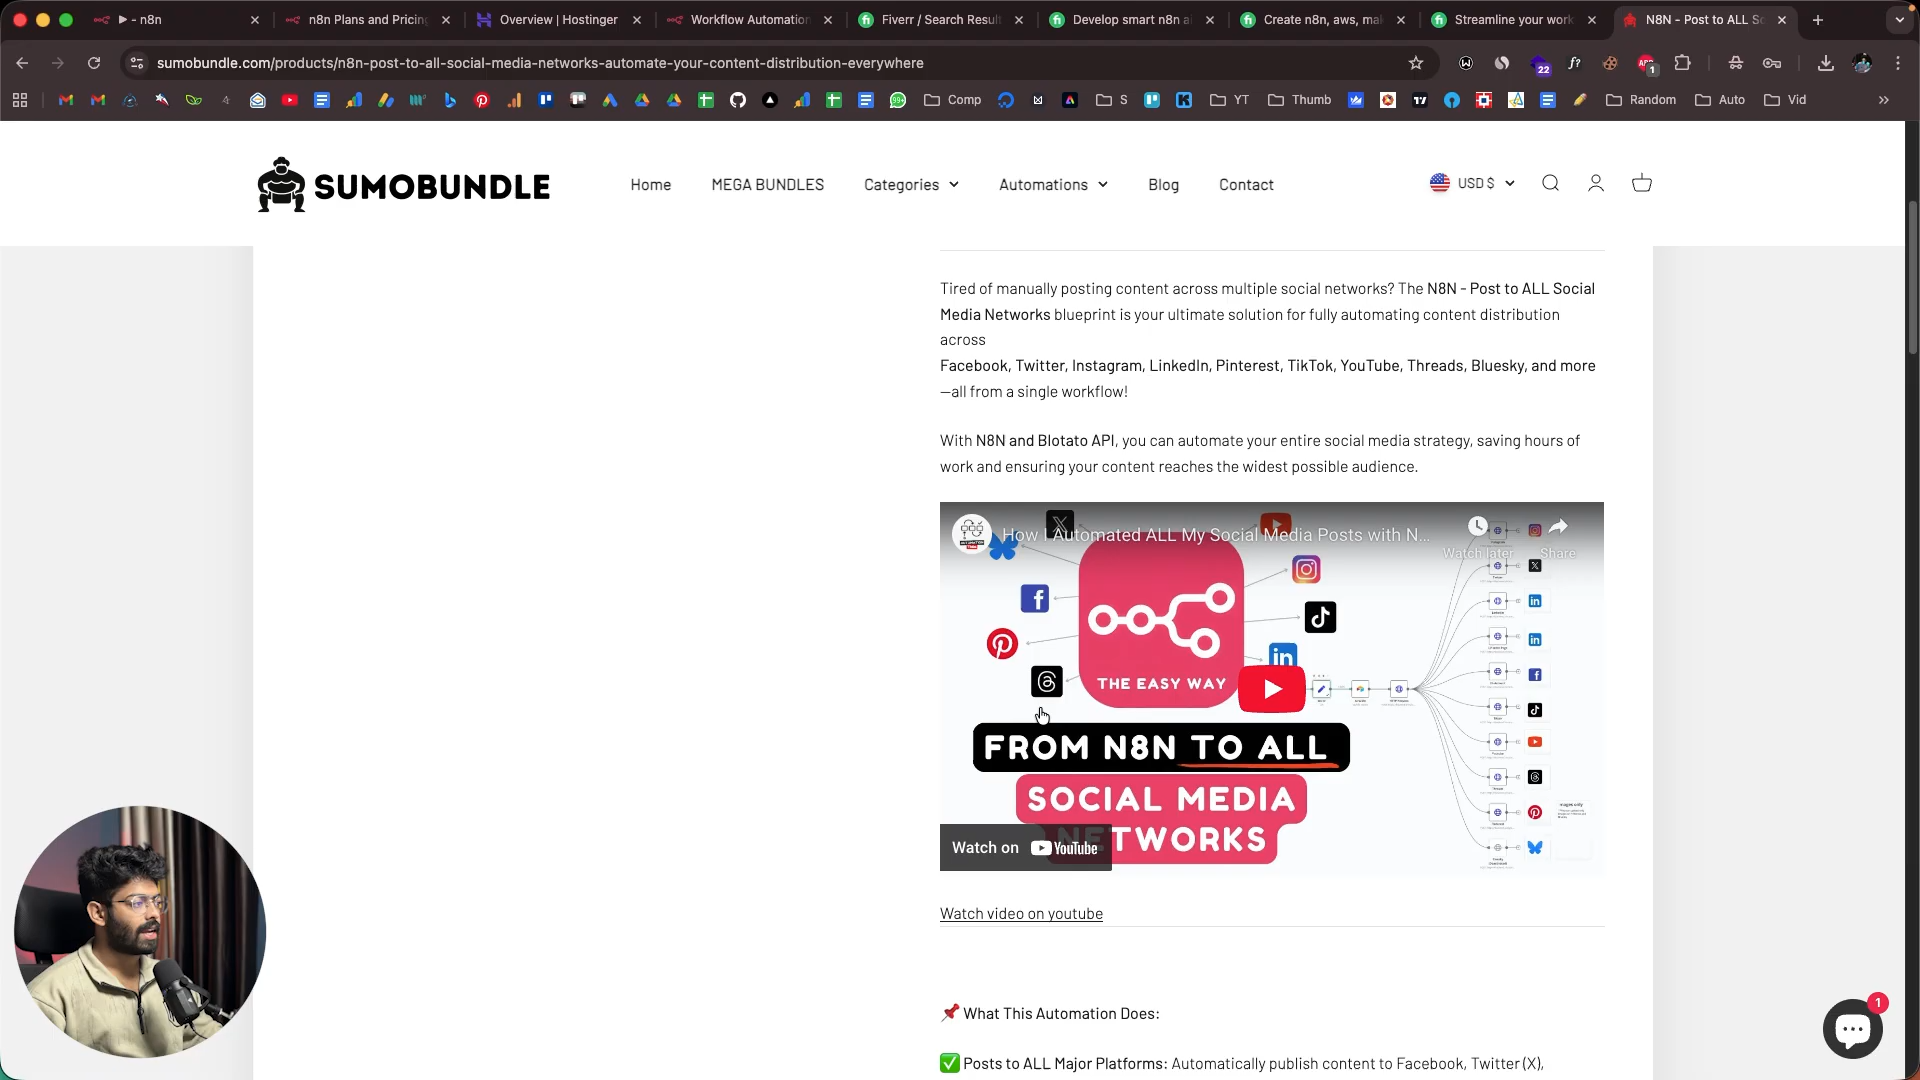 ▶ - n8n
n8n Plans and Pricing
Overview | Hostinger
Workflow Automation
Fiverr / Search Result
Develop smart n8n ai
Create n8n, aws, mak
Streamline your work
N8N - Post to ALL So
sumobundle.com/products/n8n-post-to-all-social-media-networks-automate-your-content-distribution-everywhere
22
f?
ABP
1
99+
Comp
S
YT
Thumb
Random
Auto
Vid
SUMOBUNDLE
Home
MEGA BUNDLES
Categories
Automations
Blog
Contact
USD $
Tired of manually posting content across multiple social networks? The N8N - Post to ALL Social
Media Networks blueprint is your ultimate solution for fully automating content distribution
across
Facebook, Twitter, Instagram, LinkedIn, Pinterest, TikTok, YouTube, Threads, Bluesky, and more
—all from a single workflow!
With N8N and Blotato API, you can automate your entire social media strategy, saving hours of
work and ensuring your content reaches the widest possible audience.
How I Automated ALL My Social Media Posts with N...
Watch later
Share
THE EASY WAY
FROM N8N TO ALL
SOCIAL MEDIA
NETWORKS
Watch on YouTube
Watch video on youtube
📌 What This Automation Does:
✅ Posts to ALL Major Platforms: Automatically publish content to Facebook, Twitter (X),
1